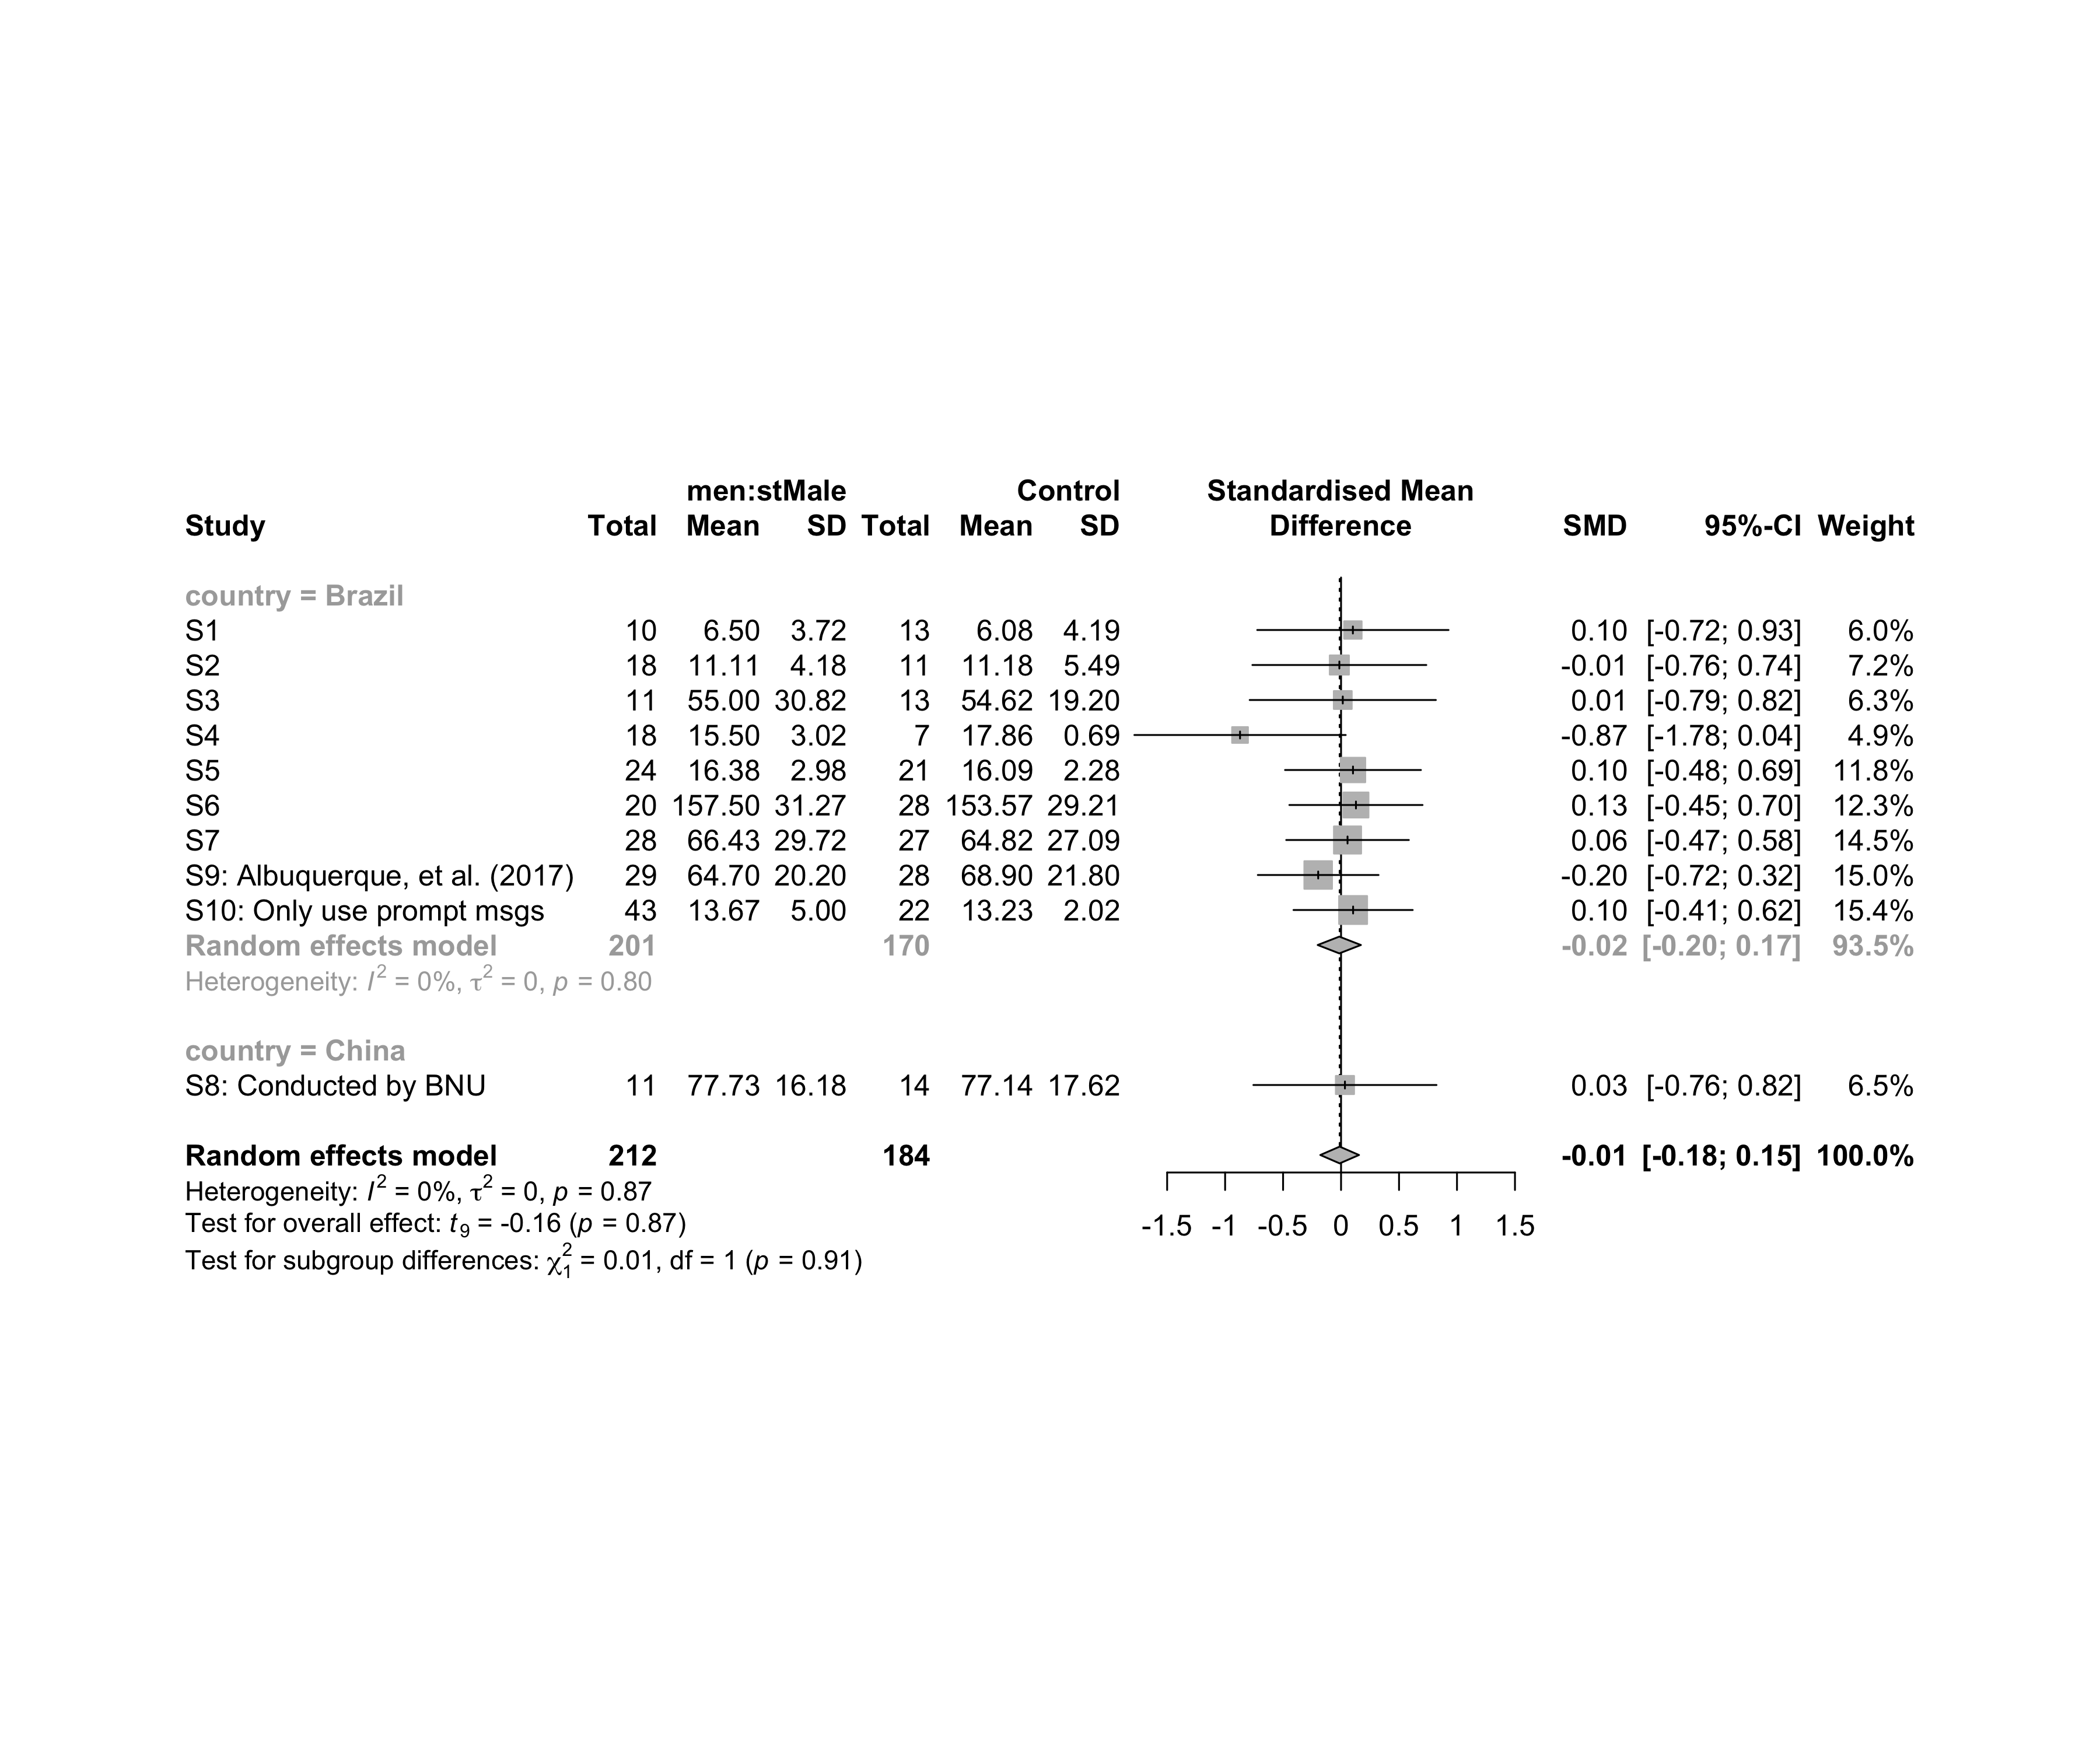 men:stMale Control Standardised Mean
Study Total Mean SD Total Mean SD Difference SMD 95%-CI Weight
country = Brazil
S1 10 6.50 3.72 13 6.08 4.19 0.10 [-0.72; 0.93] 6.0%
S2 18 11.11 4.18 11 11.18 5.49 -0.01 [-0.76; 0.74] 7.2%
S3 11 55.00 30.82 13 54.62 19.20 0.01 [-0.79; 0.82] 6.3%
S4 18 15.50 3.02 7 17.86 0.69 -0.87 [-1.78; 0.04] 4.9%
S5 24 16.38 2.98 21 16.09 2.28 0.10 [-0.48; 0.69] 11.8%
S6 20 157.50 31.27 28 153.57 29.21 0.13 [-0.45; 0.70] 12.3%
S7 28 66.43 29.72 27 64.82 27.09 0.06 [-0.47; 0.58] 14.5%
S9: Albuquerque, et al. (2017) 29 64.70 20.20 28 68.90 21.80 -0.20 [-0.72; 0.32] 15.0%
S10: Only use prompt msgs 43 13.67 5.00 22 13.23 2.02 0.10 [-0.41; 0.62] 15.4%
Random effects model 201 170 -0.02 [-0.20; 0.17] 93.5%
Heterogeneity: I² = 0%, τ² = 0, p = 0.80
country = China
S8: Conducted by BNU 11 77.73 16.18 14 77.14 17.62 0.03 [-0.76; 0.82] 6.5%
Random effects model 212 184 -0.01 [-0.18; 0.15] 100.0%
Heterogeneity: I² = 0%, τ² = 0, p = 0.87
Test for overall effect: t₉ = -0.16 (p = 0.87)
-1.5 -1 -0.5 0 0.5 1 1.5
Test for subgroup differences: χ²₁ = 0.01, df = 1 (p = 0.91)